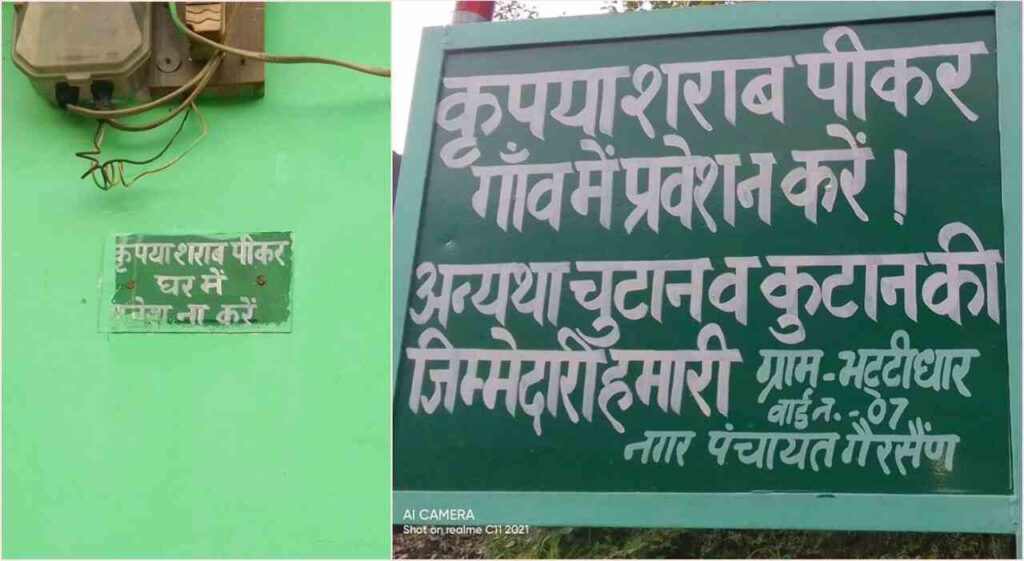 कृपया शराब पीकर
घर में
प्रवेश ना करें
कृपया शराब पीकर
गाँव में प्रवेश न करें !
अन्यथा चुटान व कुटान की
जिम्मेदारी हमारी
ग्राम - भट्टीधार
वार्ड न. - 07
नगर पंचायत गैरसैंण
AI CAMERA
Shot on realme C11 2021